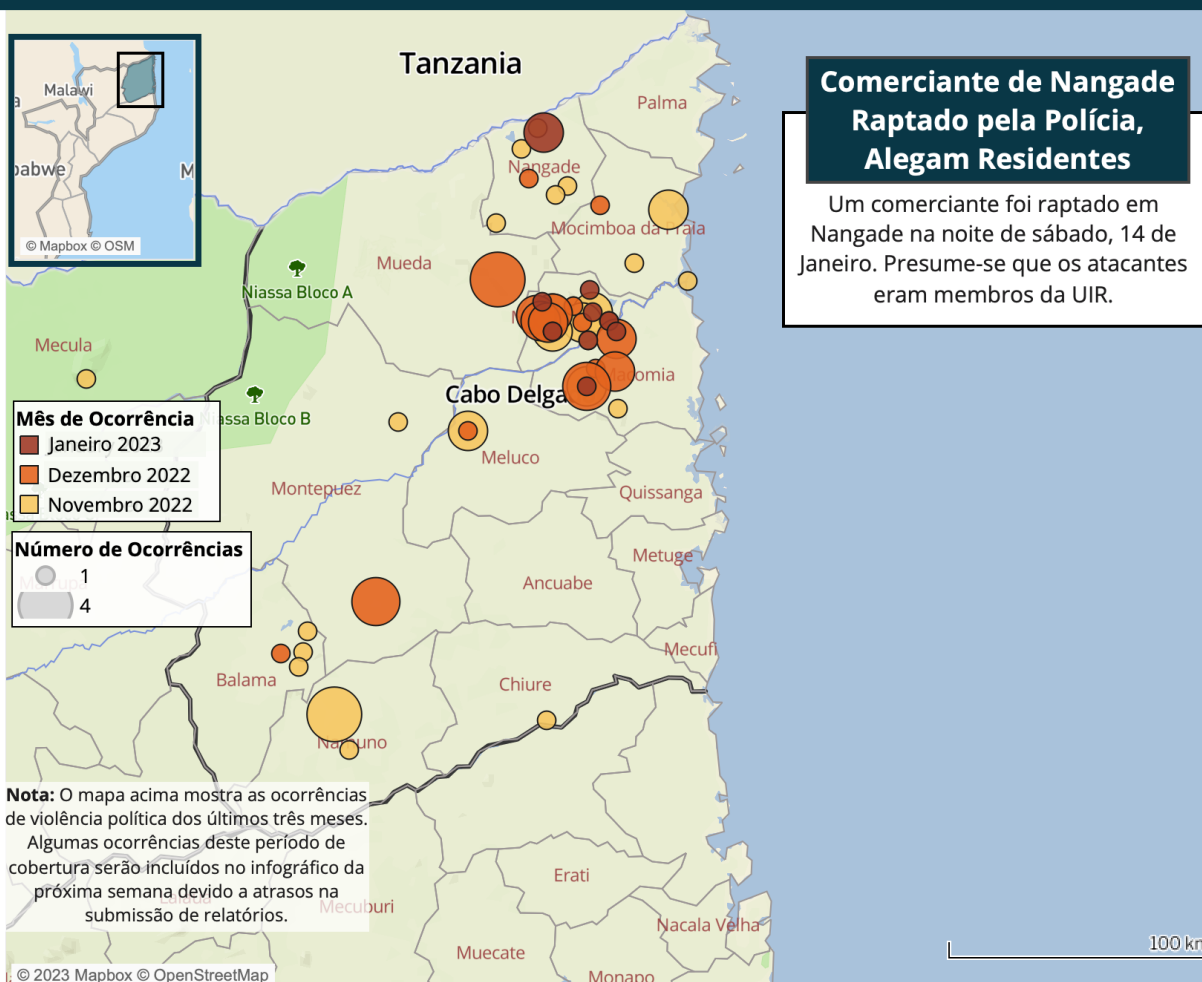 Malawi
© Mapbox © OSM
Tanzania
Palma
Nangade
Mocimboa da Praia
Mueda
Niassa Bloco A
Mecula
Niassa Bloco B
Cabo Delga
Meluco
Montepuez
Quissanga
Metuge
Ancuabe
Mecufi
Balama
Chiure
Erati
Mecuburi
Nacala Velha
Muecate
Monapo
Comerciante de Nangade
Raptado pela Polícia,
Alegam Residentes
Um comerciante foi raptado em
Nangade na noite de sábado, 14 de
Janeiro. Presume-se que os atacantes
eram membros da UIR.
Mês de Ocorrência
Janeiro 2023
Dezembro 2022
Novembro 2022
Número de Ocorrências
1
4
Nota: O mapa acima mostra as ocorrências
de violência política dos últimos três meses.
Algumas ocorrências deste período de
cobertura serão incluídos no infográfico da
próxima semana devido a atrasos na
submissão de relatórios.
© 2023 Mapbox © OpenStreetMap
100 km